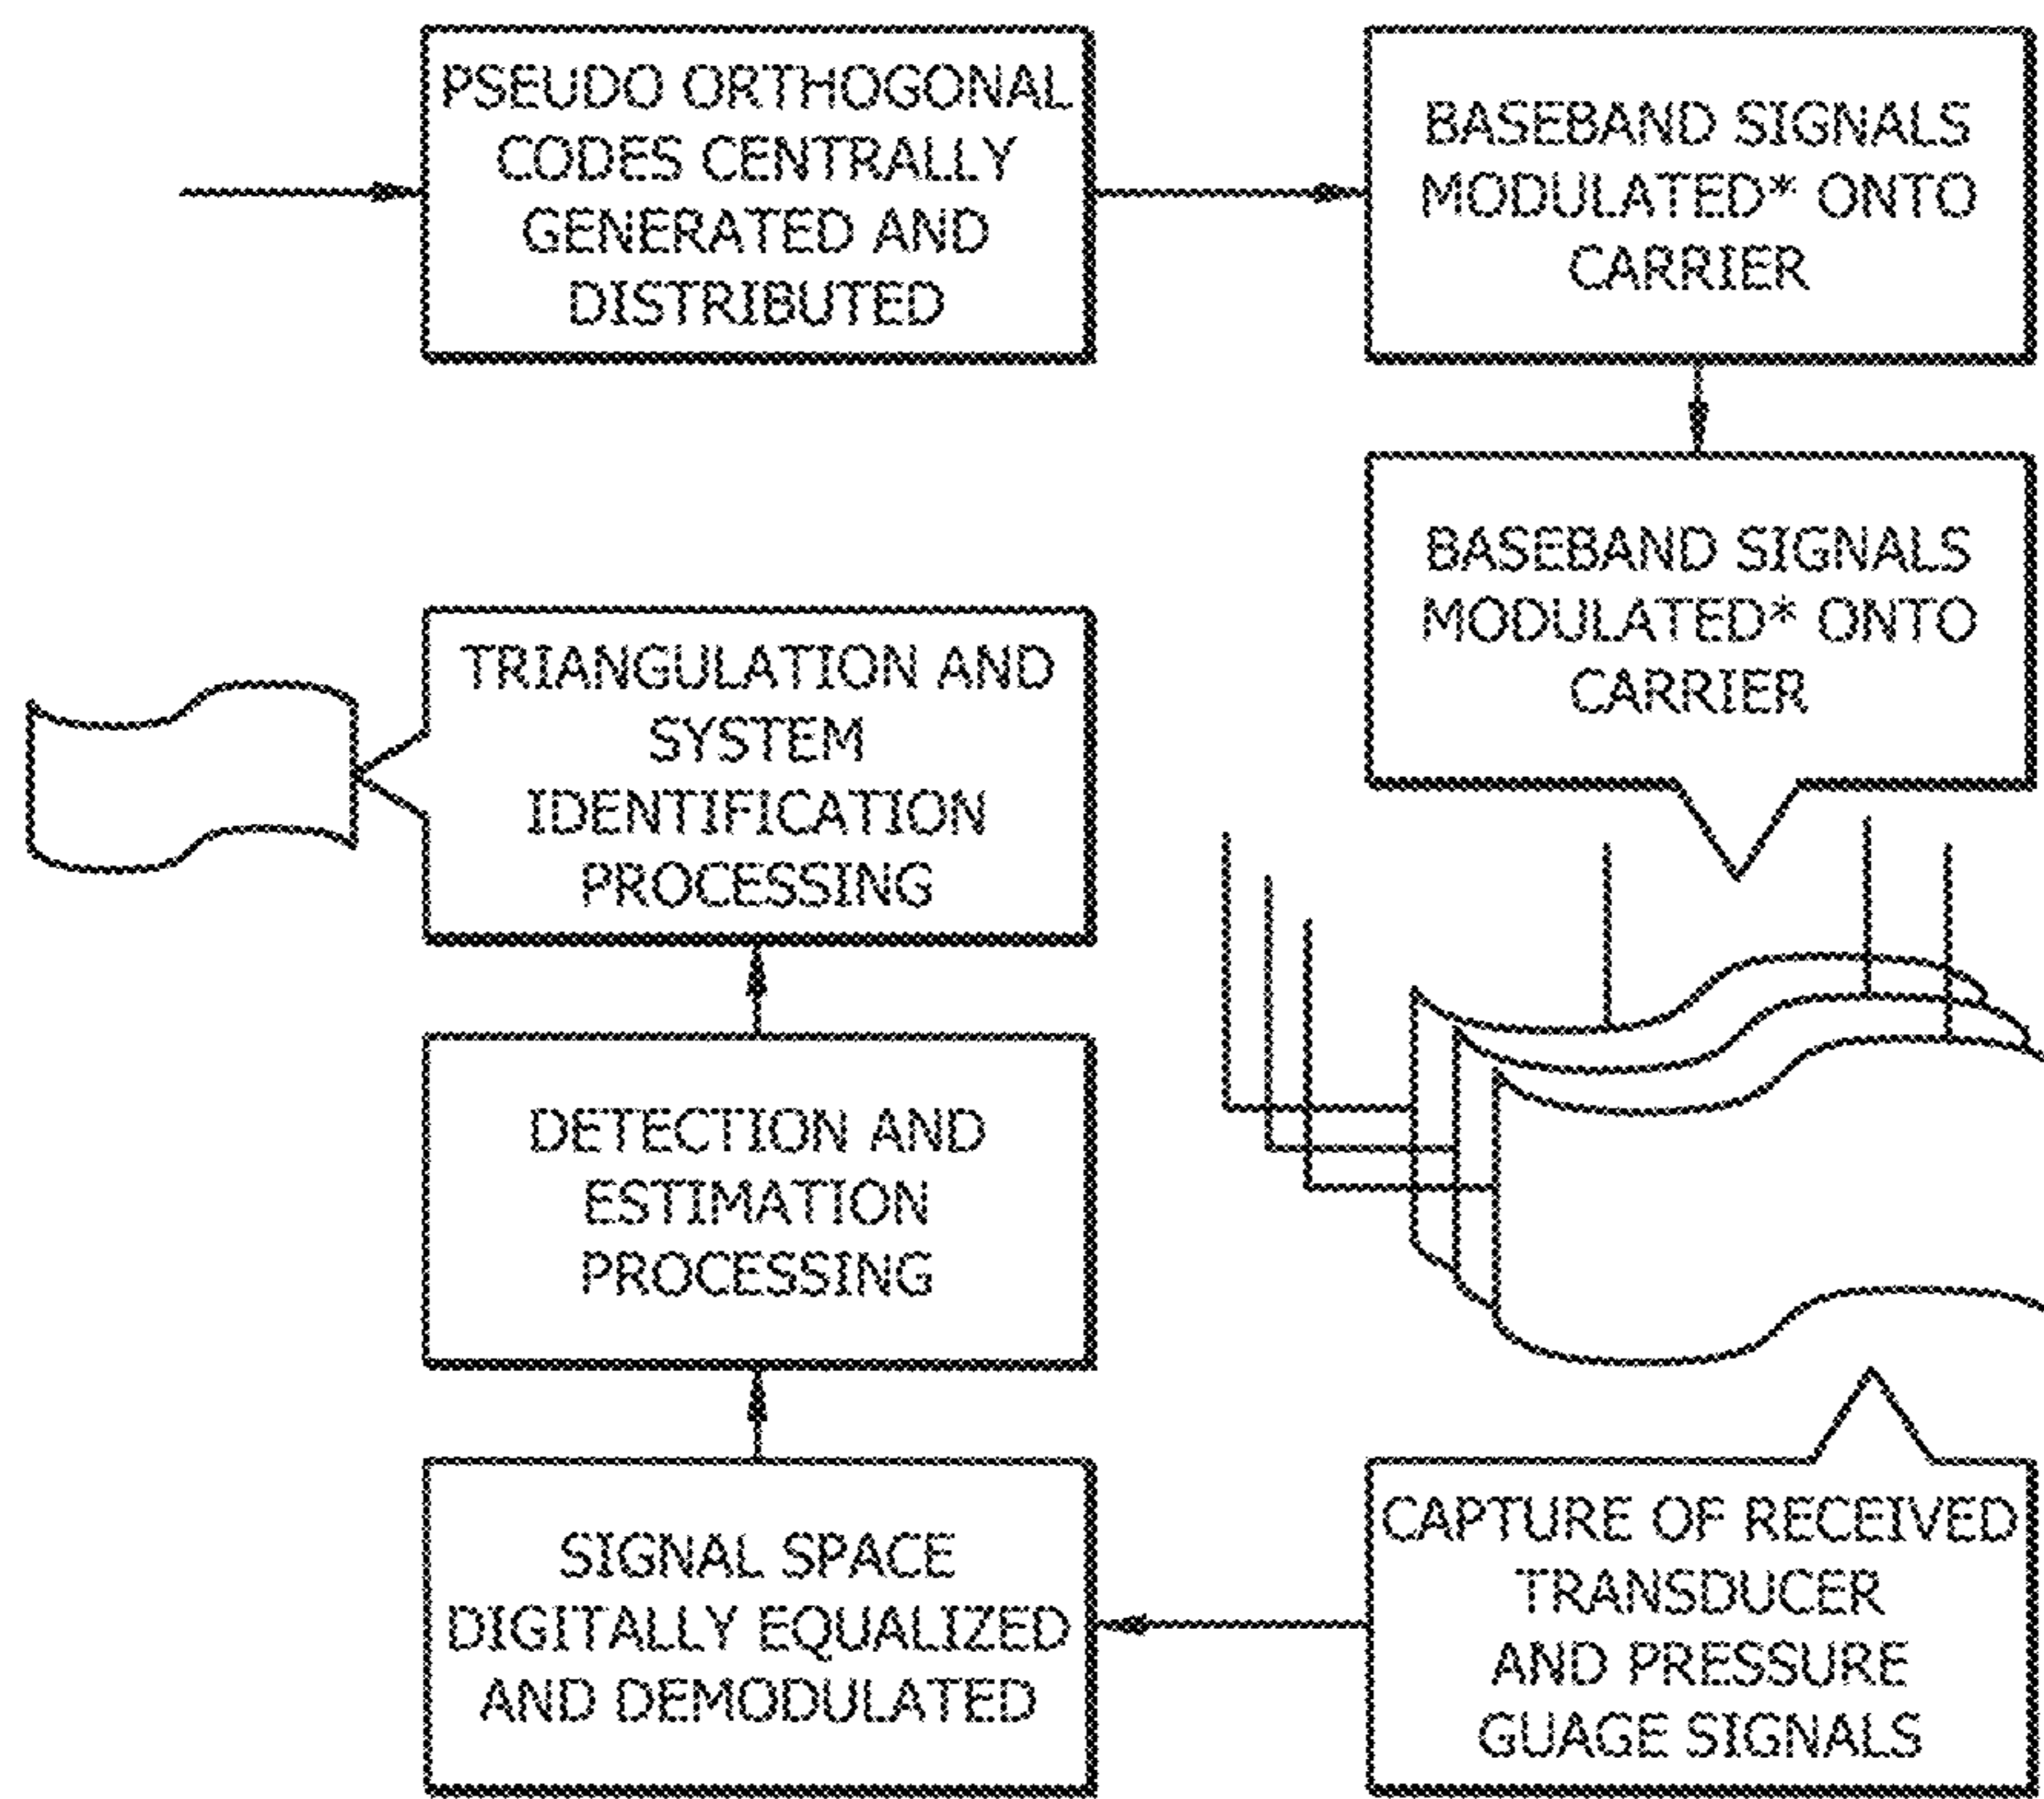 PSEUDO ORTHOGONAL
CODES CENTRALLY
GENERATED AND
DISTRIBUTED
BASEBAND SIGNALS
MODULATED* ONTO
CARRIER
BASEBAND SIGNALS
MODULATED* ONTO
CARRIER
TRIANGULATION AND
SYSTEM
IDENTIFICATION
PROCESSING
DETECTION AND
ESTIMATION
PROCESSING
SIGNAL SPACE
DIGITALLY EQUALIZED
AND DEMODULATED
CAPTURE OF RECEIVED
TRANSDUCER
AND PRESSURE
GUAGE SIGNALS